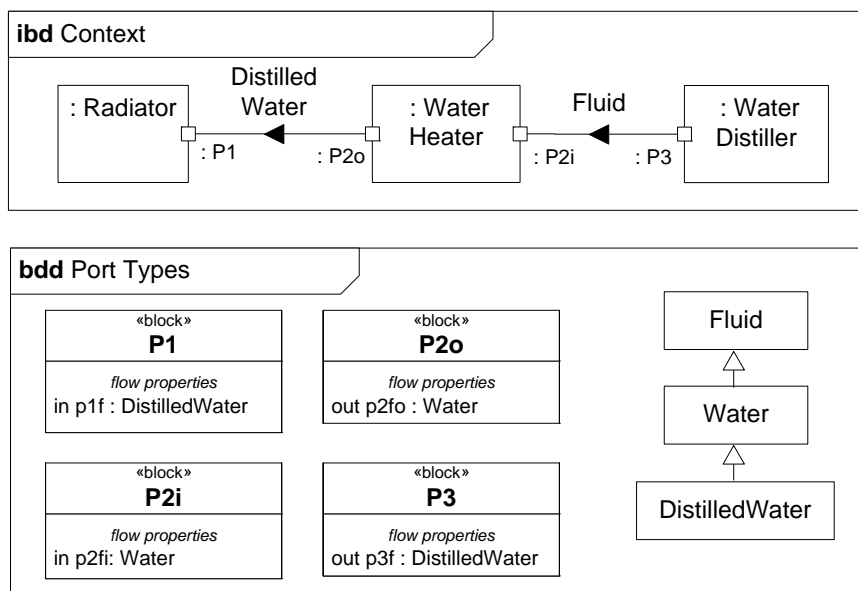 ibd Context
Distilled
Water
Fluid
: Radiator
: Water
Heater
: Water
Distiller
: P1
: P2o
: P2i
: P3
bdd Port Types
«block»
P1
flow properties
in p1f : DistilledWater
«block»
P2o
flow properties
out p2fo : Water
Fluid
Water
DistilledWater
«block»
P2i
flow properties
in p2fi: Water
«block»
P3
flow properties
out p3f : DistilledWater